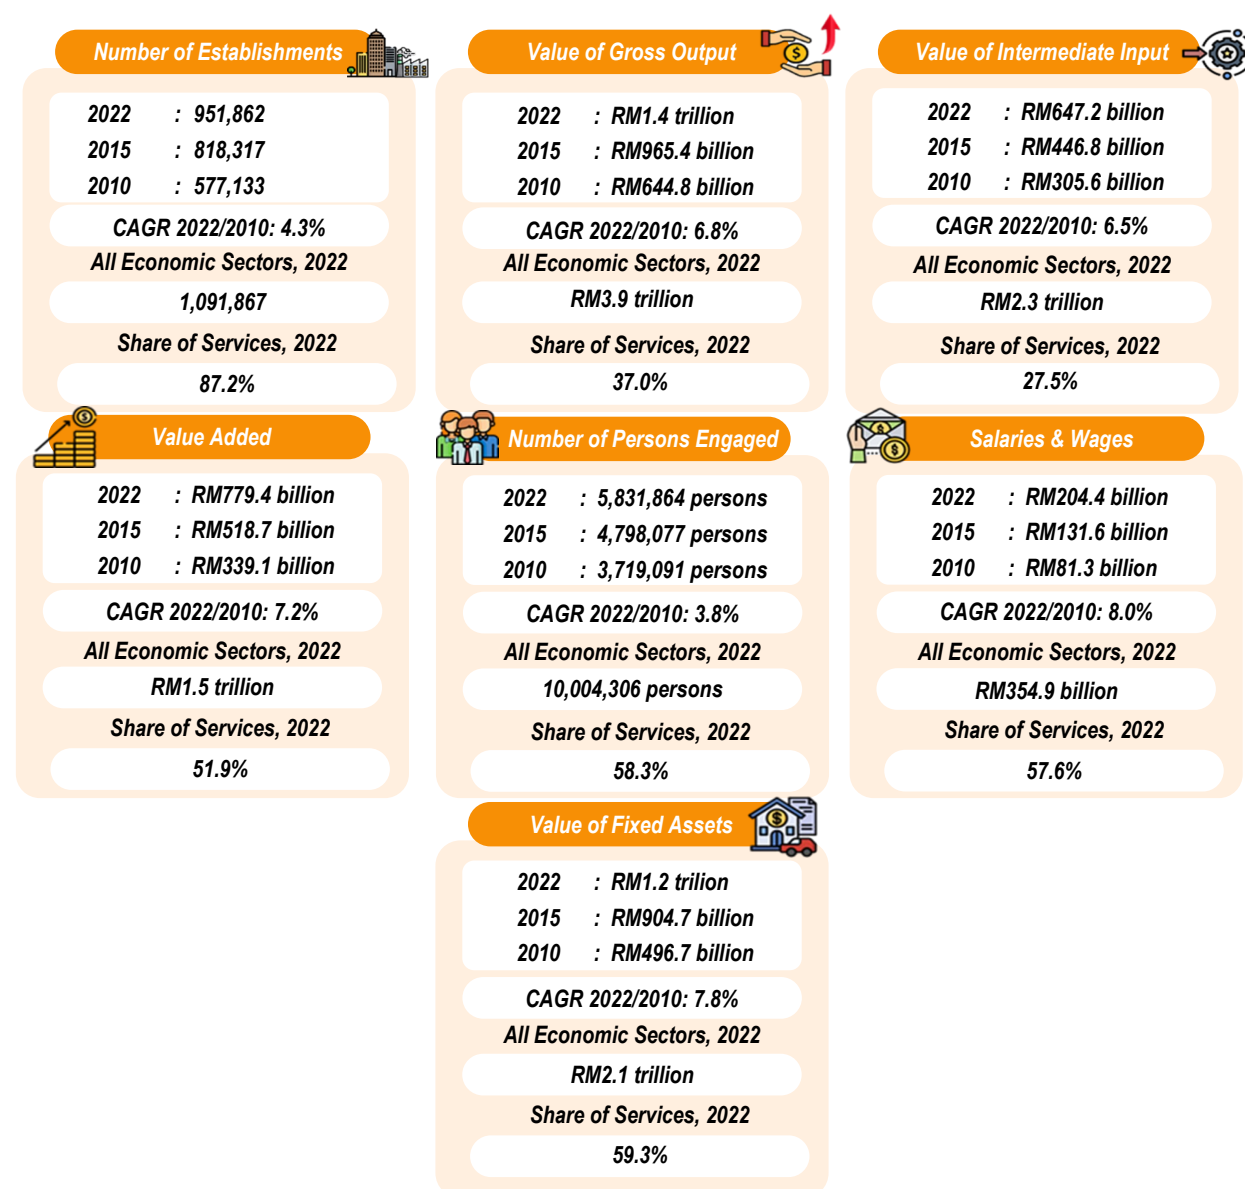 Number of Establishments
2022 : 951,862
2015 : 818,317
2010 : 577,133
CAGR 2022/2010: 4.3%
All Economic Sectors, 2022
1,091,867
Share of Services, 2022
87.2%
Value of Gross Output
2022 : RM1.4 trillion
2015 : RM965.4 billion
2010 : RM644.8 billion
CAGR 2022/2010: 6.8%
All Economic Sectors, 2022
RM3.9 trillion
Share of Services, 2022
37.0%
Value of Intermediate Input
2022 : RM647.2 billion
2015 : RM446.8 billion
2010 : RM305.6 billion
CAGR 2022/2010: 6.5%
All Economic Sectors, 2022
RM2.3 trillion
Share of Services, 2022
27.5%
Value Added
2022 : RM779.4 billion
2015 : RM518.7 billion
2010 : RM339.1 billion
CAGR 2022/2010: 7.2%
All Economic Sectors, 2022
RM1.5 trillion
Share of Services, 2022
51.9%
Number of Persons Engaged
2022 : 5,831,864 persons
2015 : 4,798,077 persons
2010 : 3,719,091 persons
CAGR 2022/2010: 3.8%
All Economic Sectors, 2022
10,004,306 persons
Share of Services, 2022
58.3%
Salaries & Wages
2022 : RM204.4 billion
2015 : RM131.6 billion
2010 : RM81.3 billion
CAGR 2022/2010: 8.0%
All Economic Sectors, 2022
RM354.9 billion
Share of Services, 2022
57.6%
Value of Fixed Assets
2022 : RM1.2 trilion
2015 : RM904.7 billion
2010 : RM496.7 billion
CAGR 2022/2010: 7.8%
All Economic Sectors, 2022
RM2.1 trillion
Share of Services, 2022
59.3%